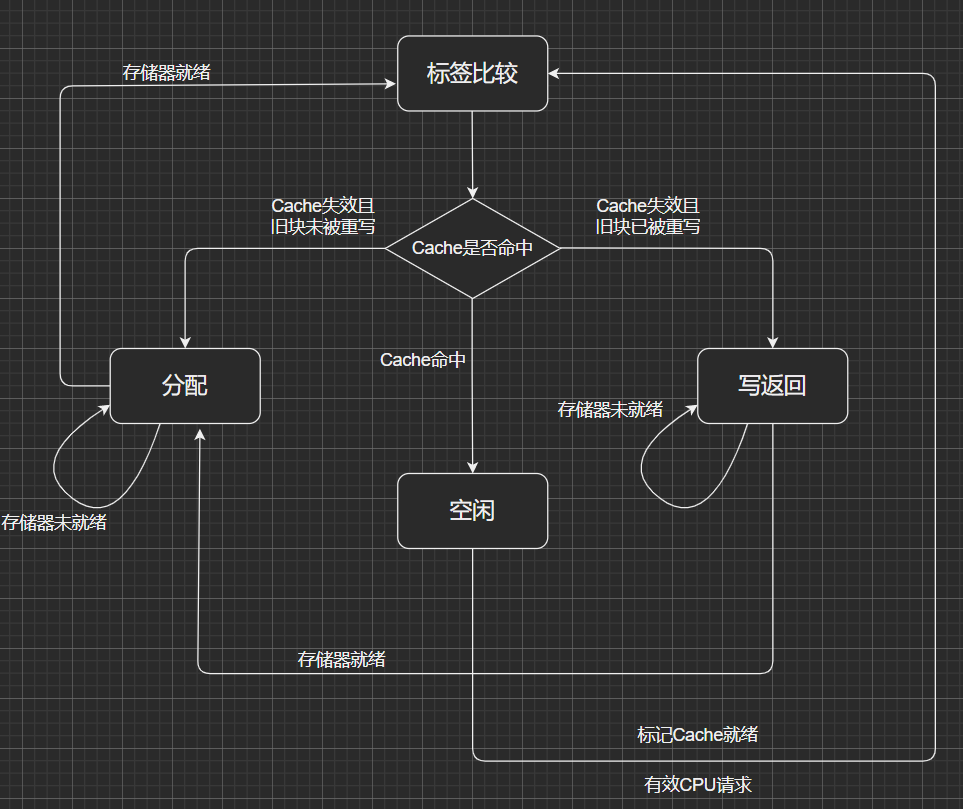 存储器就绪
标签比较
Cache失效且
旧块未被重写
Cache失效且
旧块已被重写
Cache是否命中
Cache命中
分配
写返回
存储器未就绪
空闲
存储器未就绪
存储器就绪
标记Cache就绪
有效CPU请求